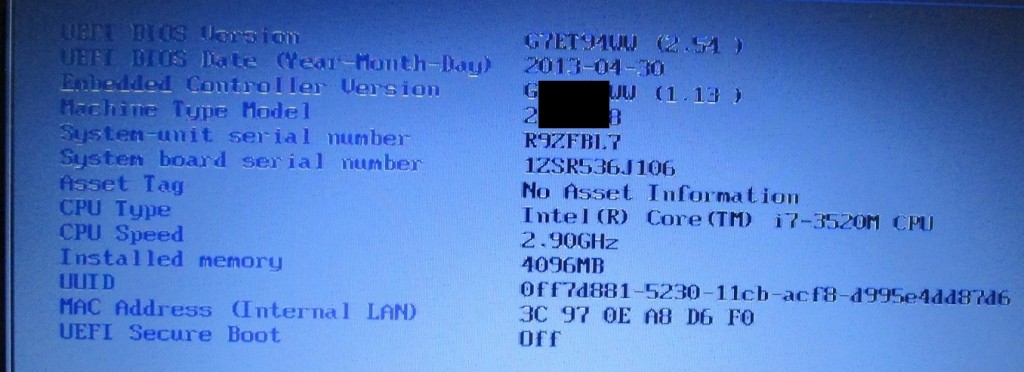 UEFI BIOS Version G7ET94WW (2.54 )
UEFI BIOS Date (Year-Month-Day) 2013-04-30
Embedded Controller Version (1.13 )
Machine Type Model
System-unit serial number R9ZFBL7
System board serial number 1ZSR536J106
Asset Tag No Asset Information
CPU Type Intel(R) Core(TM) i7-3520M CPU
CPU Speed 2.90GHz
Installed memory 4096MB
UUID 0ff7d881-5230-11cb-acf8-d995e4dd87d6
MAC Address (Internal LAN) 3C 97 0E A8 D6 F0
UEFI Secure Boot Off